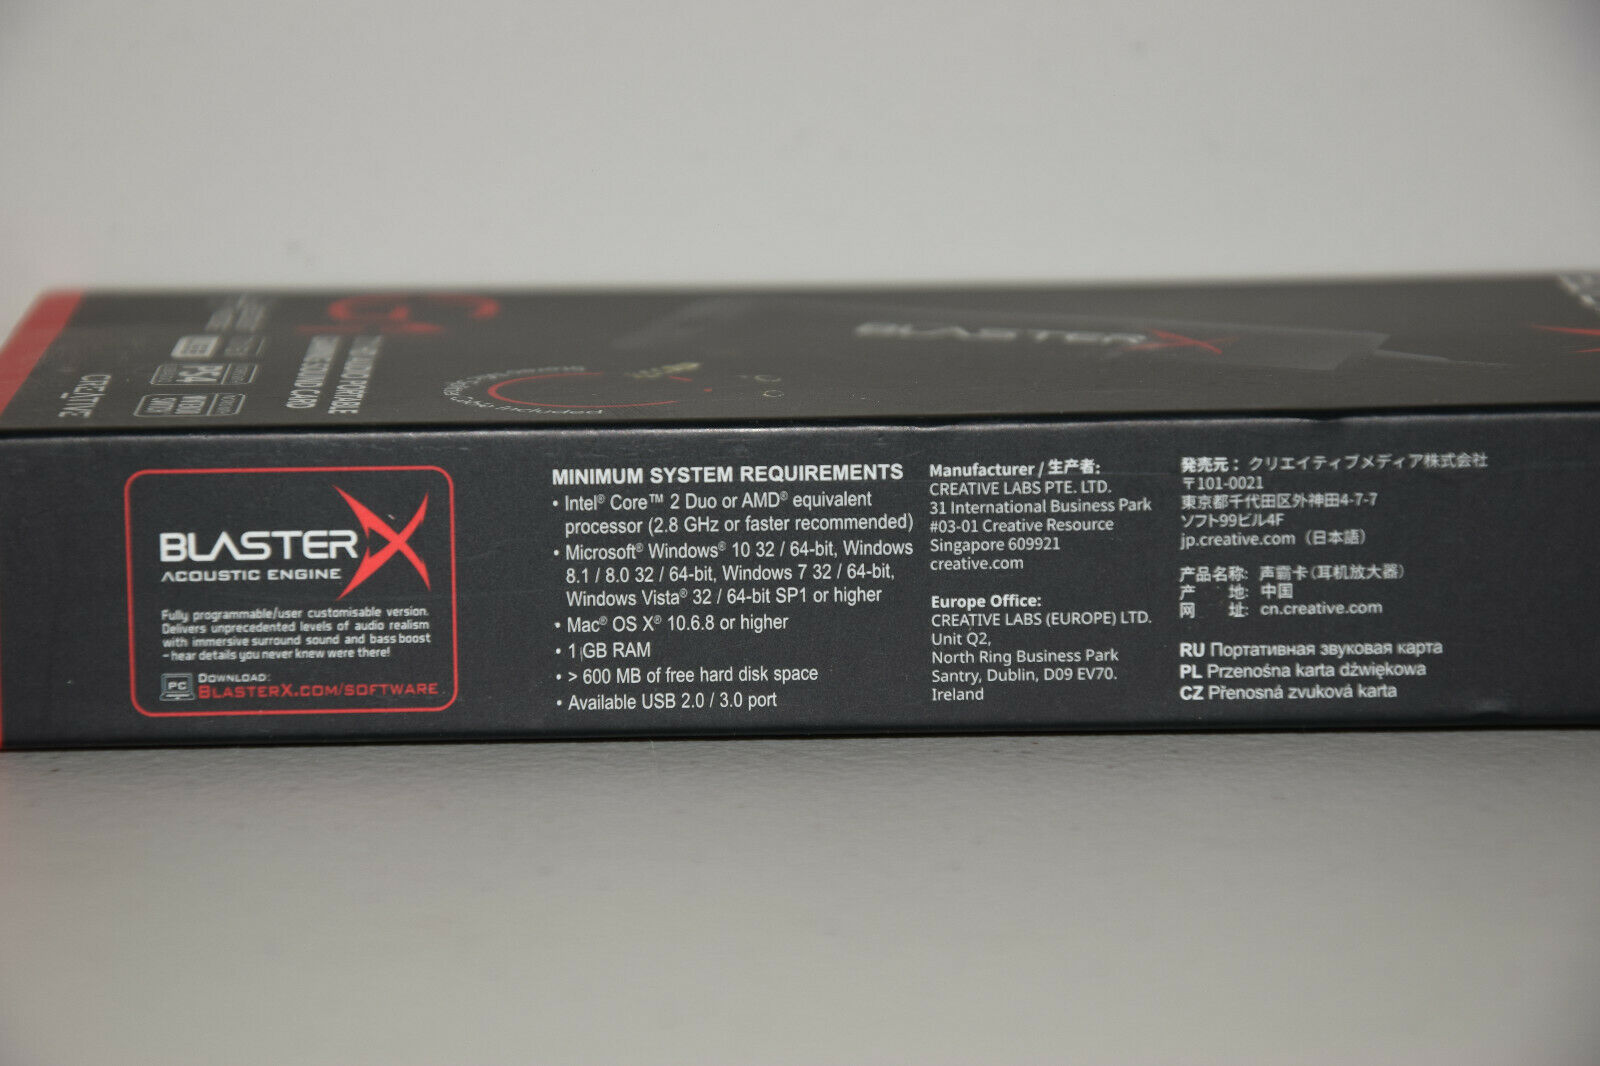 BLASTERX
CREATIVE
BLASTERX
ACOUSTIC ENGINE
Fully programmable/user customisable version.
Delivers unprecedented levels of audio realism
with immersive surround sound and bass boost
- hear details you never knew were there!
PC
DOWNLOAD:
BLASTERX.COM/SOFTWARE
MINIMUM SYSTEM REQUIREMENTS
• Intel® Core™ 2 Duo or AMD® equivalent
processor (2.8 GHz or faster recommended)
• Microsoft® Windows® 10 32 / 64-bit, Windows
8.1 / 8.0 32 / 64-bit, Windows 7 32 / 64-bit,
Windows Vista® 32 / 64-bit SP1 or higher
• Mac® OS X® 10.6.8 or higher
• 1 GB RAM
• > 600 MB of free hard disk space
• Available USB 2.0 / 3.0 port
Manufacturer / 生产者:
CREATIVE LABS PTE. LTD.
31 International Business Park
#03-01 Creative Resource
Singapore 609921
creative.com
Europe Office:
CREATIVE LABS (EUROPE) LTD.
Unit Q2,
North Ring Business Park
Santry, Dublin, D09 EV70.
Ireland
発売元：クリエイティブメディア株式会社
〒101-0021
東京都千代田区外神田4-7-7
ソフト99ビル4F
jp.creative.com（日本語）
产品名称: 声霸卡(耳机放大器)
产 地: 中国
网 址: cn.creative.com
RU Портативная звуковая карта
PL Przenośna karta dźwiękowa
CZ Přenosná zvuková karta